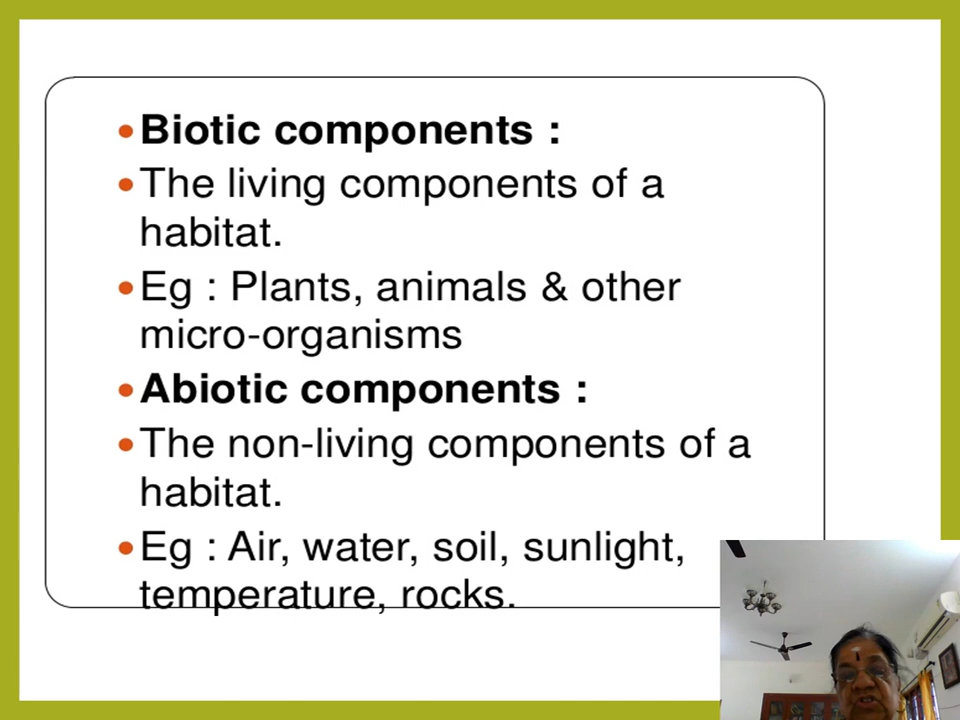 • Biotic components :
• The living components of a
habitat.
• Eg : Plants, animals & other
micro-organisms
• Abiotic components :
• The non-living components of a
habitat.
• Eg : Air, water, soil, sunlight,
temperature, rocks.